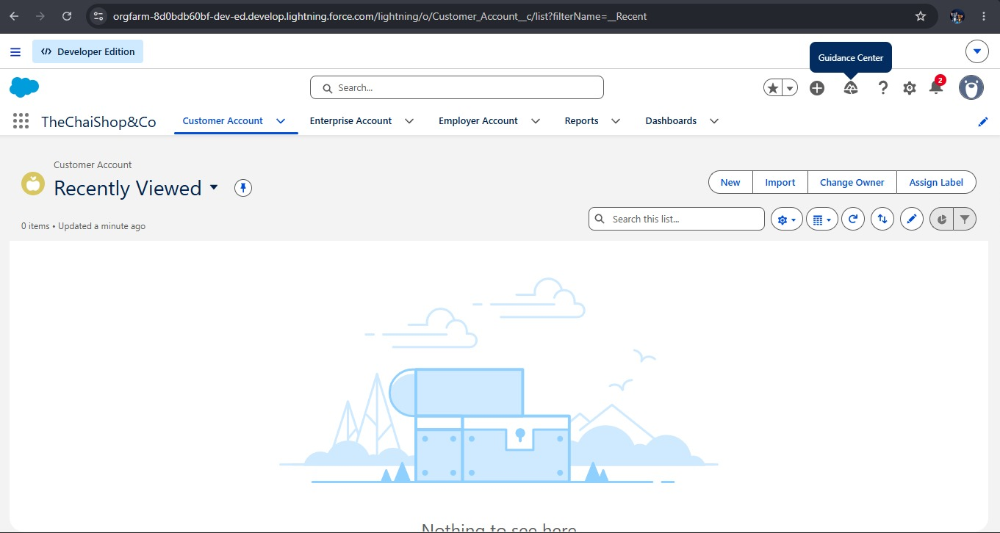 orgfarm-8d0bdb60bf-dev-ed.develop.lightning.force.com/lightning/o/Customer_Account__c/list?filterName=__Recent
</> Developer Edition
Guidance Center
Search...
2
TheChaiShop&Co
Customer Account
Enterprise Account
Employer Account
Reports
Dashboards
Customer Account
Recently Viewed
New
Import
Change Owner
Assign Label
0 items • Updated a minute ago
Search this list...
Nothing to see here